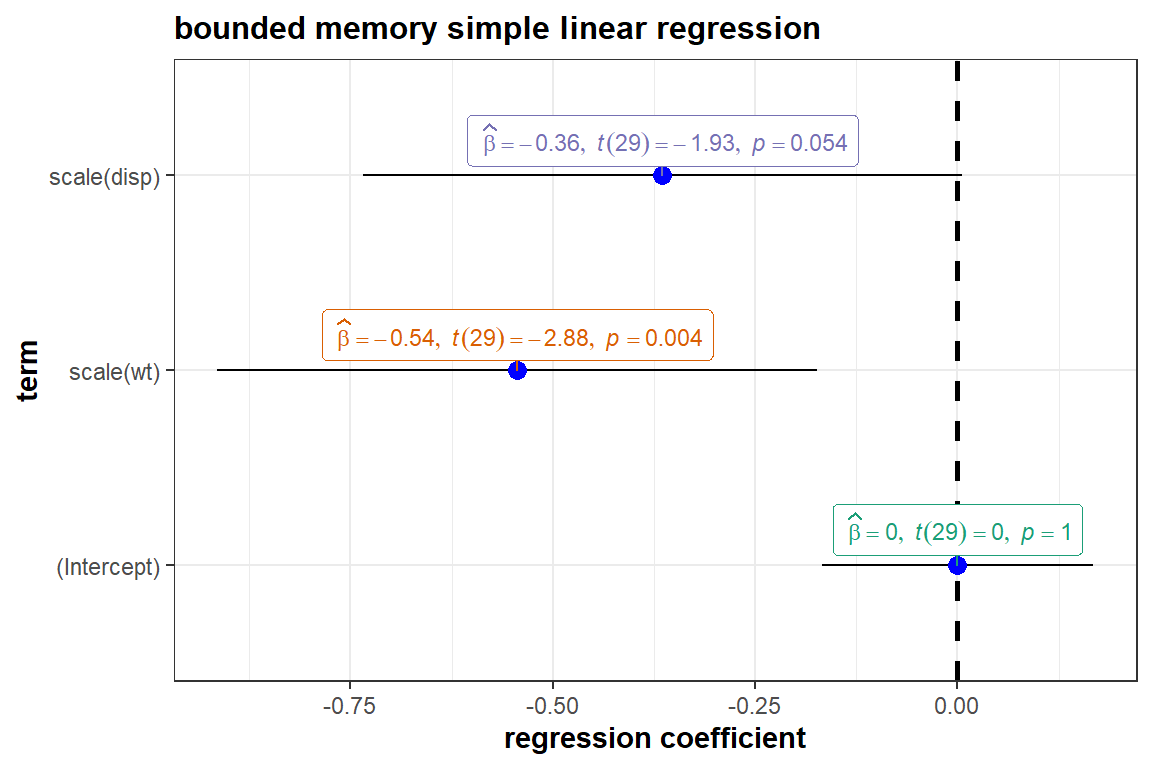 bounded memory simple linear regression
scale(disp)
β̂ = −0.36, t(29) = −1.93, p = 0.054
scale(wt)
β̂ = −0.54, t(29) = −2.88, p = 0.004
(Intercept)
β̂ = 0, t(29) = 0, p = 1
term
-0.75 -0.50 -0.25 0.00
regression coefficient